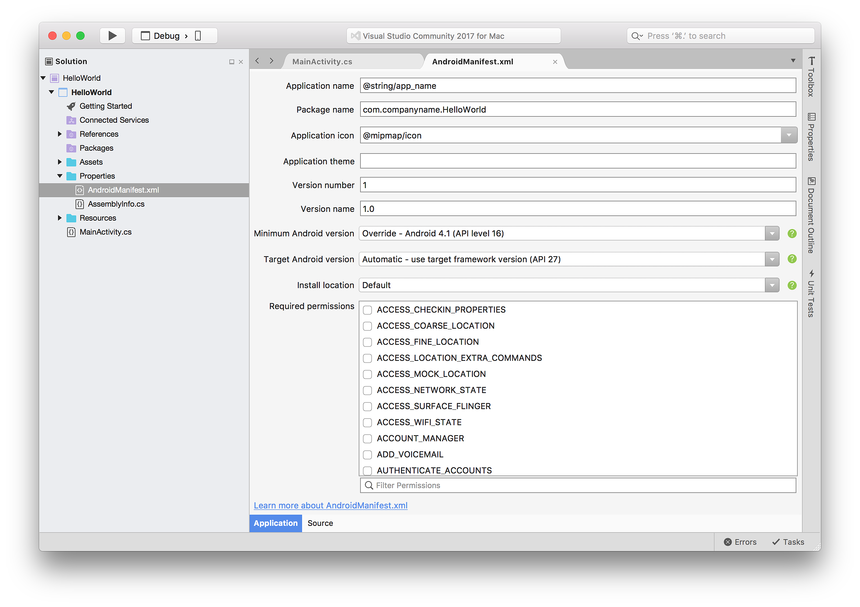 Debug
Visual Studio Community 2017 for Mac
Press '⌘.' to search
Solution
HelloWorld
HelloWorld
Getting Started
Connected Services
References
Packages
Assets
Properties
AndroidManifest.xml
AssemblyInfo.cs
Resources
MainActivity.cs
MainActivity.cs
AndroidManifest.xml
Application name @string/app_name
Package name com.companyname.HelloWorld
Application icon @mipmap/icon
Application theme
Version number 1
Version name 1.0
Minimum Android version Override - Android 4.1 (API level 16)
Target Android version Automatic - use target framework version (API 27)
Install location Default
Required permissions
ACCESS_CHECKIN_PROPERTIES
ACCESS_COARSE_LOCATION
ACCESS_FINE_LOCATION
ACCESS_LOCATION_EXTRA_COMMANDS
ACCESS_MOCK_LOCATION
ACCESS_NETWORK_STATE
ACCESS_SURFACE_FLINGER
ACCESS_WIFI_STATE
ACCOUNT_MANAGER
ADD_VOICEMAIL
AUTHENTICATE_ACCOUNTS
Filter Permissions
Learn more about AndroidManifest.xml
Application Source
Toolbox
Properties
Document Outline
Unit Tests
Errors Tasks